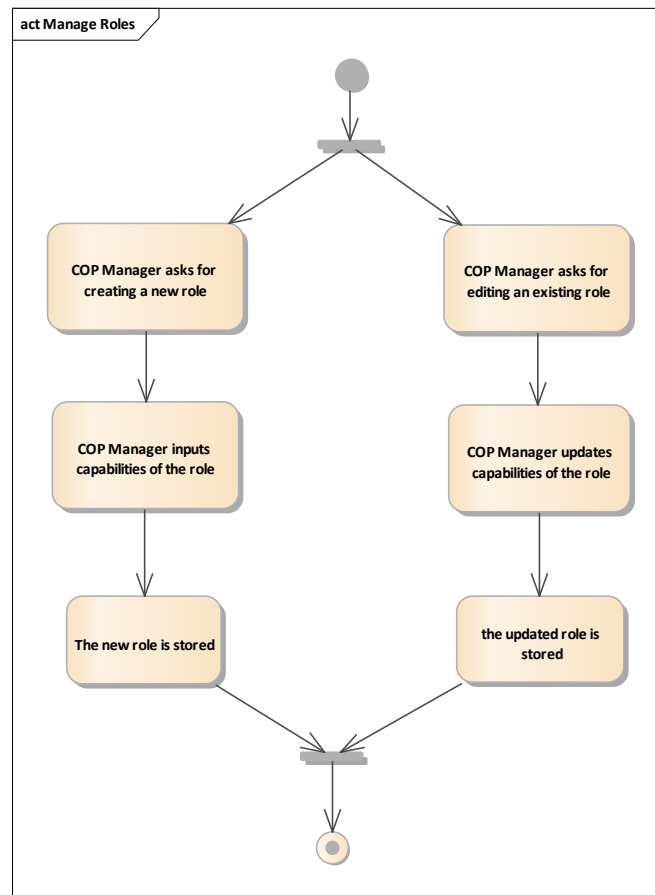 act Manage Roles
COP Manager asks for
creating a new role
COP Manager asks for
editing an existing role
COP Manager inputs
capabilities of the role
COP Manager updates
capabilities of the role
The new role is stored
the updated role is
stored